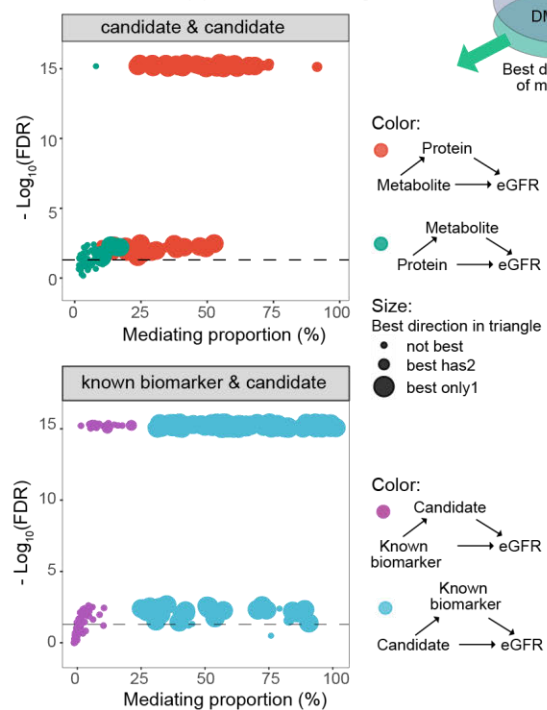 candidate & candidate
- Log10(FDR)
15
10
5
0
0 25 50 75 100
Mediating proportion (%)
DM
Best d
of m
Color:
Protein
Metabolite eGFR
Metabolite
Protein eGFR
Size:
Best direction in triangle
not best
best has2
best only1
known biomarker & candidate
- Log10(FDR)
15
10
5
0
0 25 50 75 100
Mediating proportion (%)
Color:
Candidate
Known
biomarker eGFR
Known
biomarker
Candidate eGFR